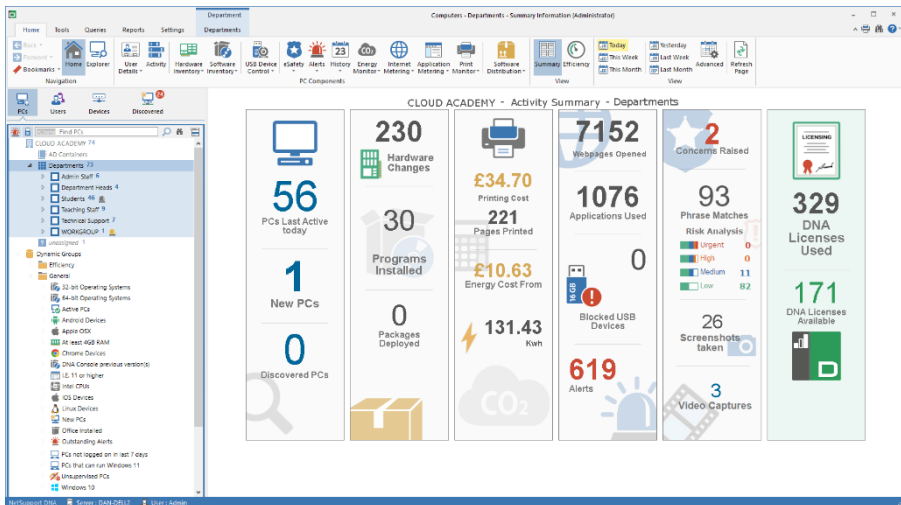 Department
Computers - Departments - Summary Information (Administrator)
Home Tools Queries Reports Settings Departments
Back
Forward
Bookmarks
Home
Explorer
User Details
Activity
Hardware Inventory
Software Inventory
USB Device Control
eSafety
Alerts
History
Energy Monitor
Internet Metering
Application Metering
Print Monitor
Software Distribution
Summary
Efficiency
Today
This Week
This Month
Yesterday
Last Week
Last Month
Advanced
Refresh Page
Navigation
PC Components
View
View
PCs
Users
Devices
Discovered
Find PCs
CLOUD ACADEMY 74
AD Containers
Departments 73
Admin Staff 6
Department Heads 4
Students 46
Teaching Staff 9
Technical Support 7
WORKGROUP 1
unassigned 1
Dynamic Groups
Efficiency
General
32-bit Operating Systems
64-bit Operating Systems
Active PCs
Android Devices
Apple OSX
At least 4GB RAM
Chrome Devices
DNA Console previous version(s)
I.E. 11 or higher
Intel CPUs
iOS Devices
Linux Devices
New PCs
Office Installed
Outstanding Alerts
PCs not logged on in last 7 days
PCs that can run Windows 11
Unsupervised PCs
Windows 10
CLOUD ACADEMY - Activity Summary - Departments
56
PCs Last Active
today
1
New PCs
0
Discovered PCs
230
Hardware
Changes
30
Programs
Installed
0
Packages
Deployed
£34.70
Printing Cost
221
Pages Printed
£10.63
Energy Cost From
131.43
Kwh
CO2
7152
Webpages Opened
1076
Applications Used
0
16 GB
Blocked USB
Devices
619
Alerts
2
Concerns Raised
93
Phrase Matches
Risk Analysis
Urgent 0
High 0
Medium 11
Low 82
26
Screenshots
taken
3
Video Captures
LICENSING
329
DNA
Licenses
Used
171
DNA Licenses
Available
D
NetSupport DNA Server: DAN-DELL2 User: Admin